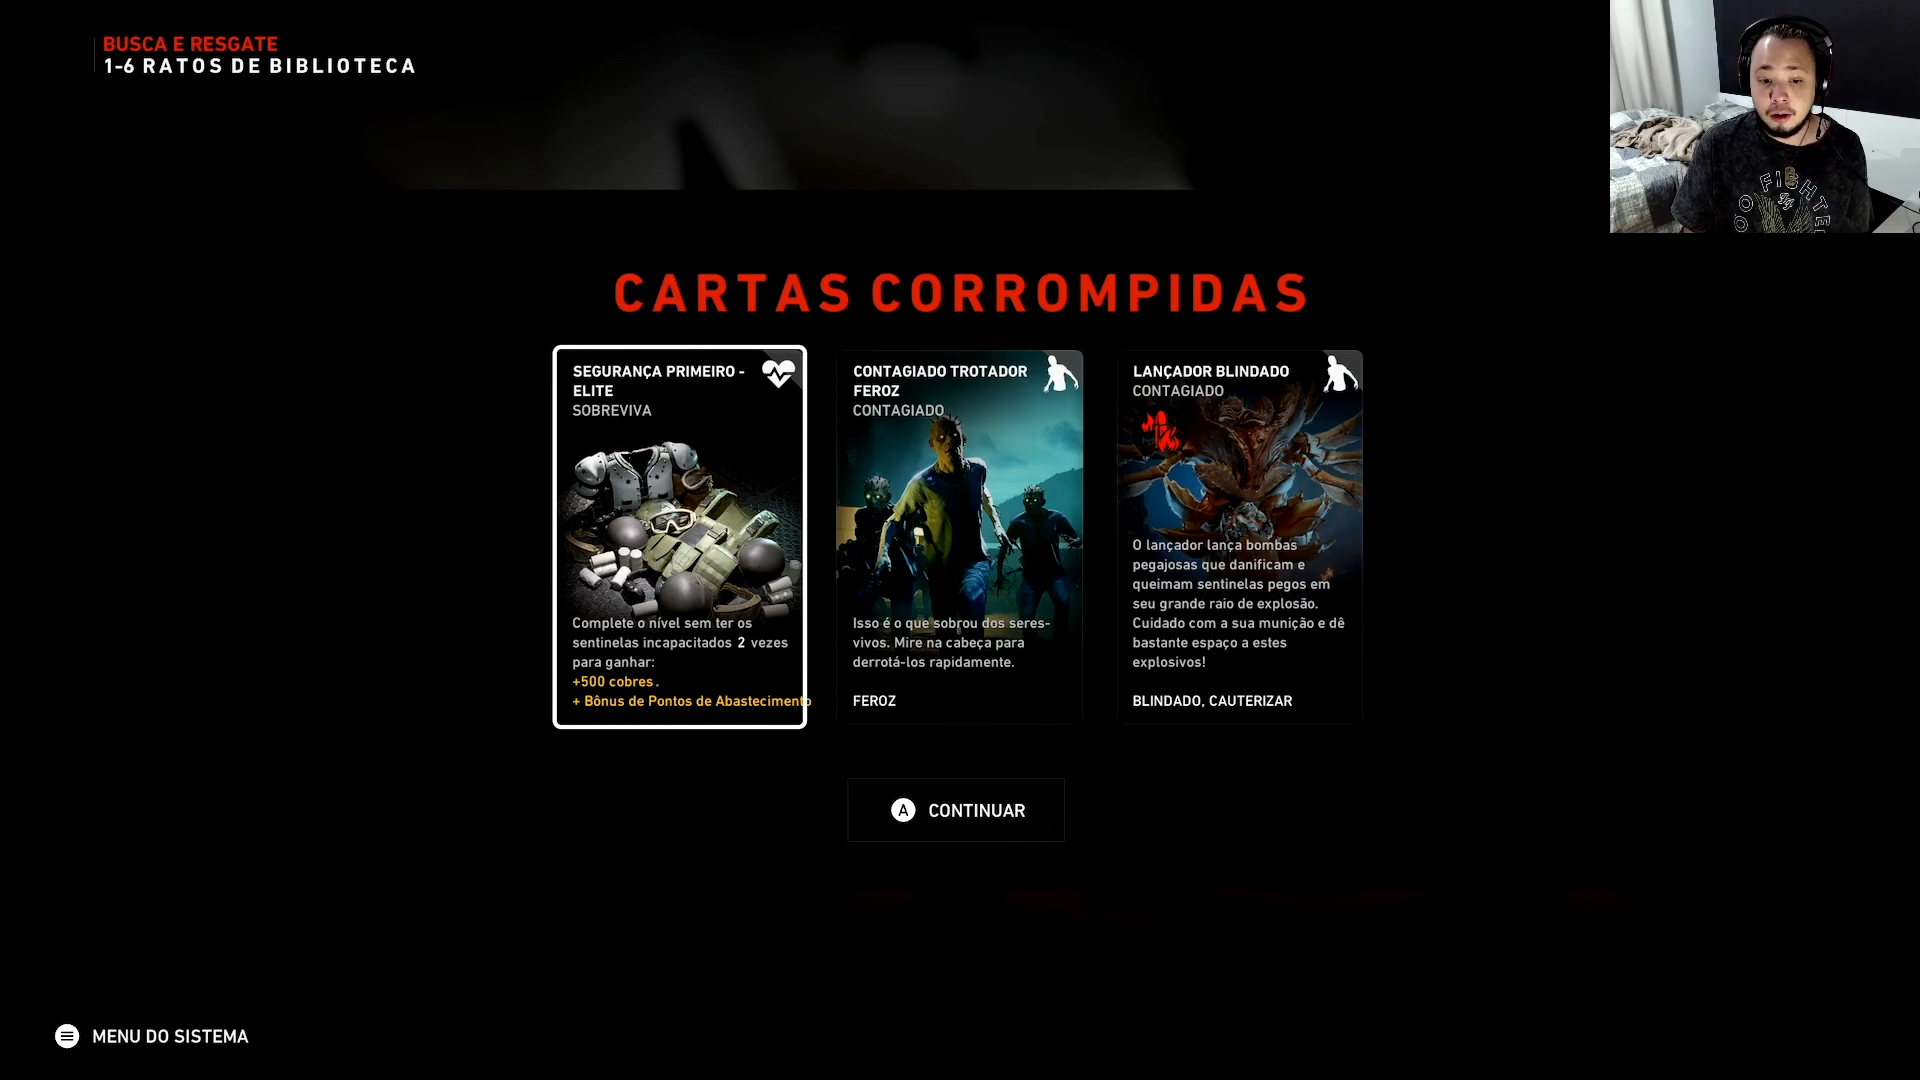 BUSCA E RESGATE
1-6 RATOS DE BIBLIOTECA
CARTAS CORROMPIDAS
SEGURANÇA PRIMEIRO -
ELITE
SOBREVIVA
Complete o nível sem ter os
sentinelas incapacitados 2 vezes
para ganhar:
+500 cobres.
+ Bônus de Pontos de Abastecimento
CONTAGIADO TROTADOR
FEROZ
CONTAGIADO
Isso é o que sobrou dos seres-
vivos. Mire na cabeça para
derrotá-los rapidamente.
FEROZ
LANÇADOR BLINDADO
CONTAGIADO
O lançador lança bombas
pegajosas que danificam e
queimam sentinelas pegos em
seu grande raio de explosão.
Cuidado com a sua munição e dê
bastante espaço a estes
explosivos!
BLINDADO, CAUTERIZAR
A CONTINUAR
MENU DO SISTEMA